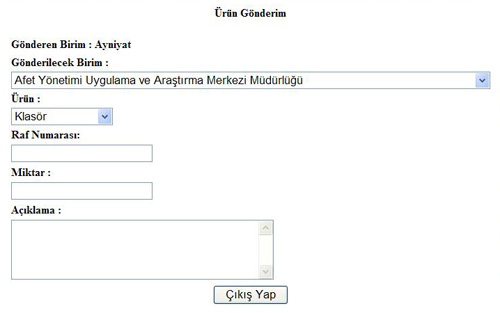 Ürün Gönderim
Gönderen Birim : Ayniyat
Gönderilecek Birim :
Afet Yönetimi Uygulama ve Araştırma Merkezi Müdürlüğü
Ürün :
Klasör
Raf Numarası:
Miktar :
Açıklama :
Çıkış Yap